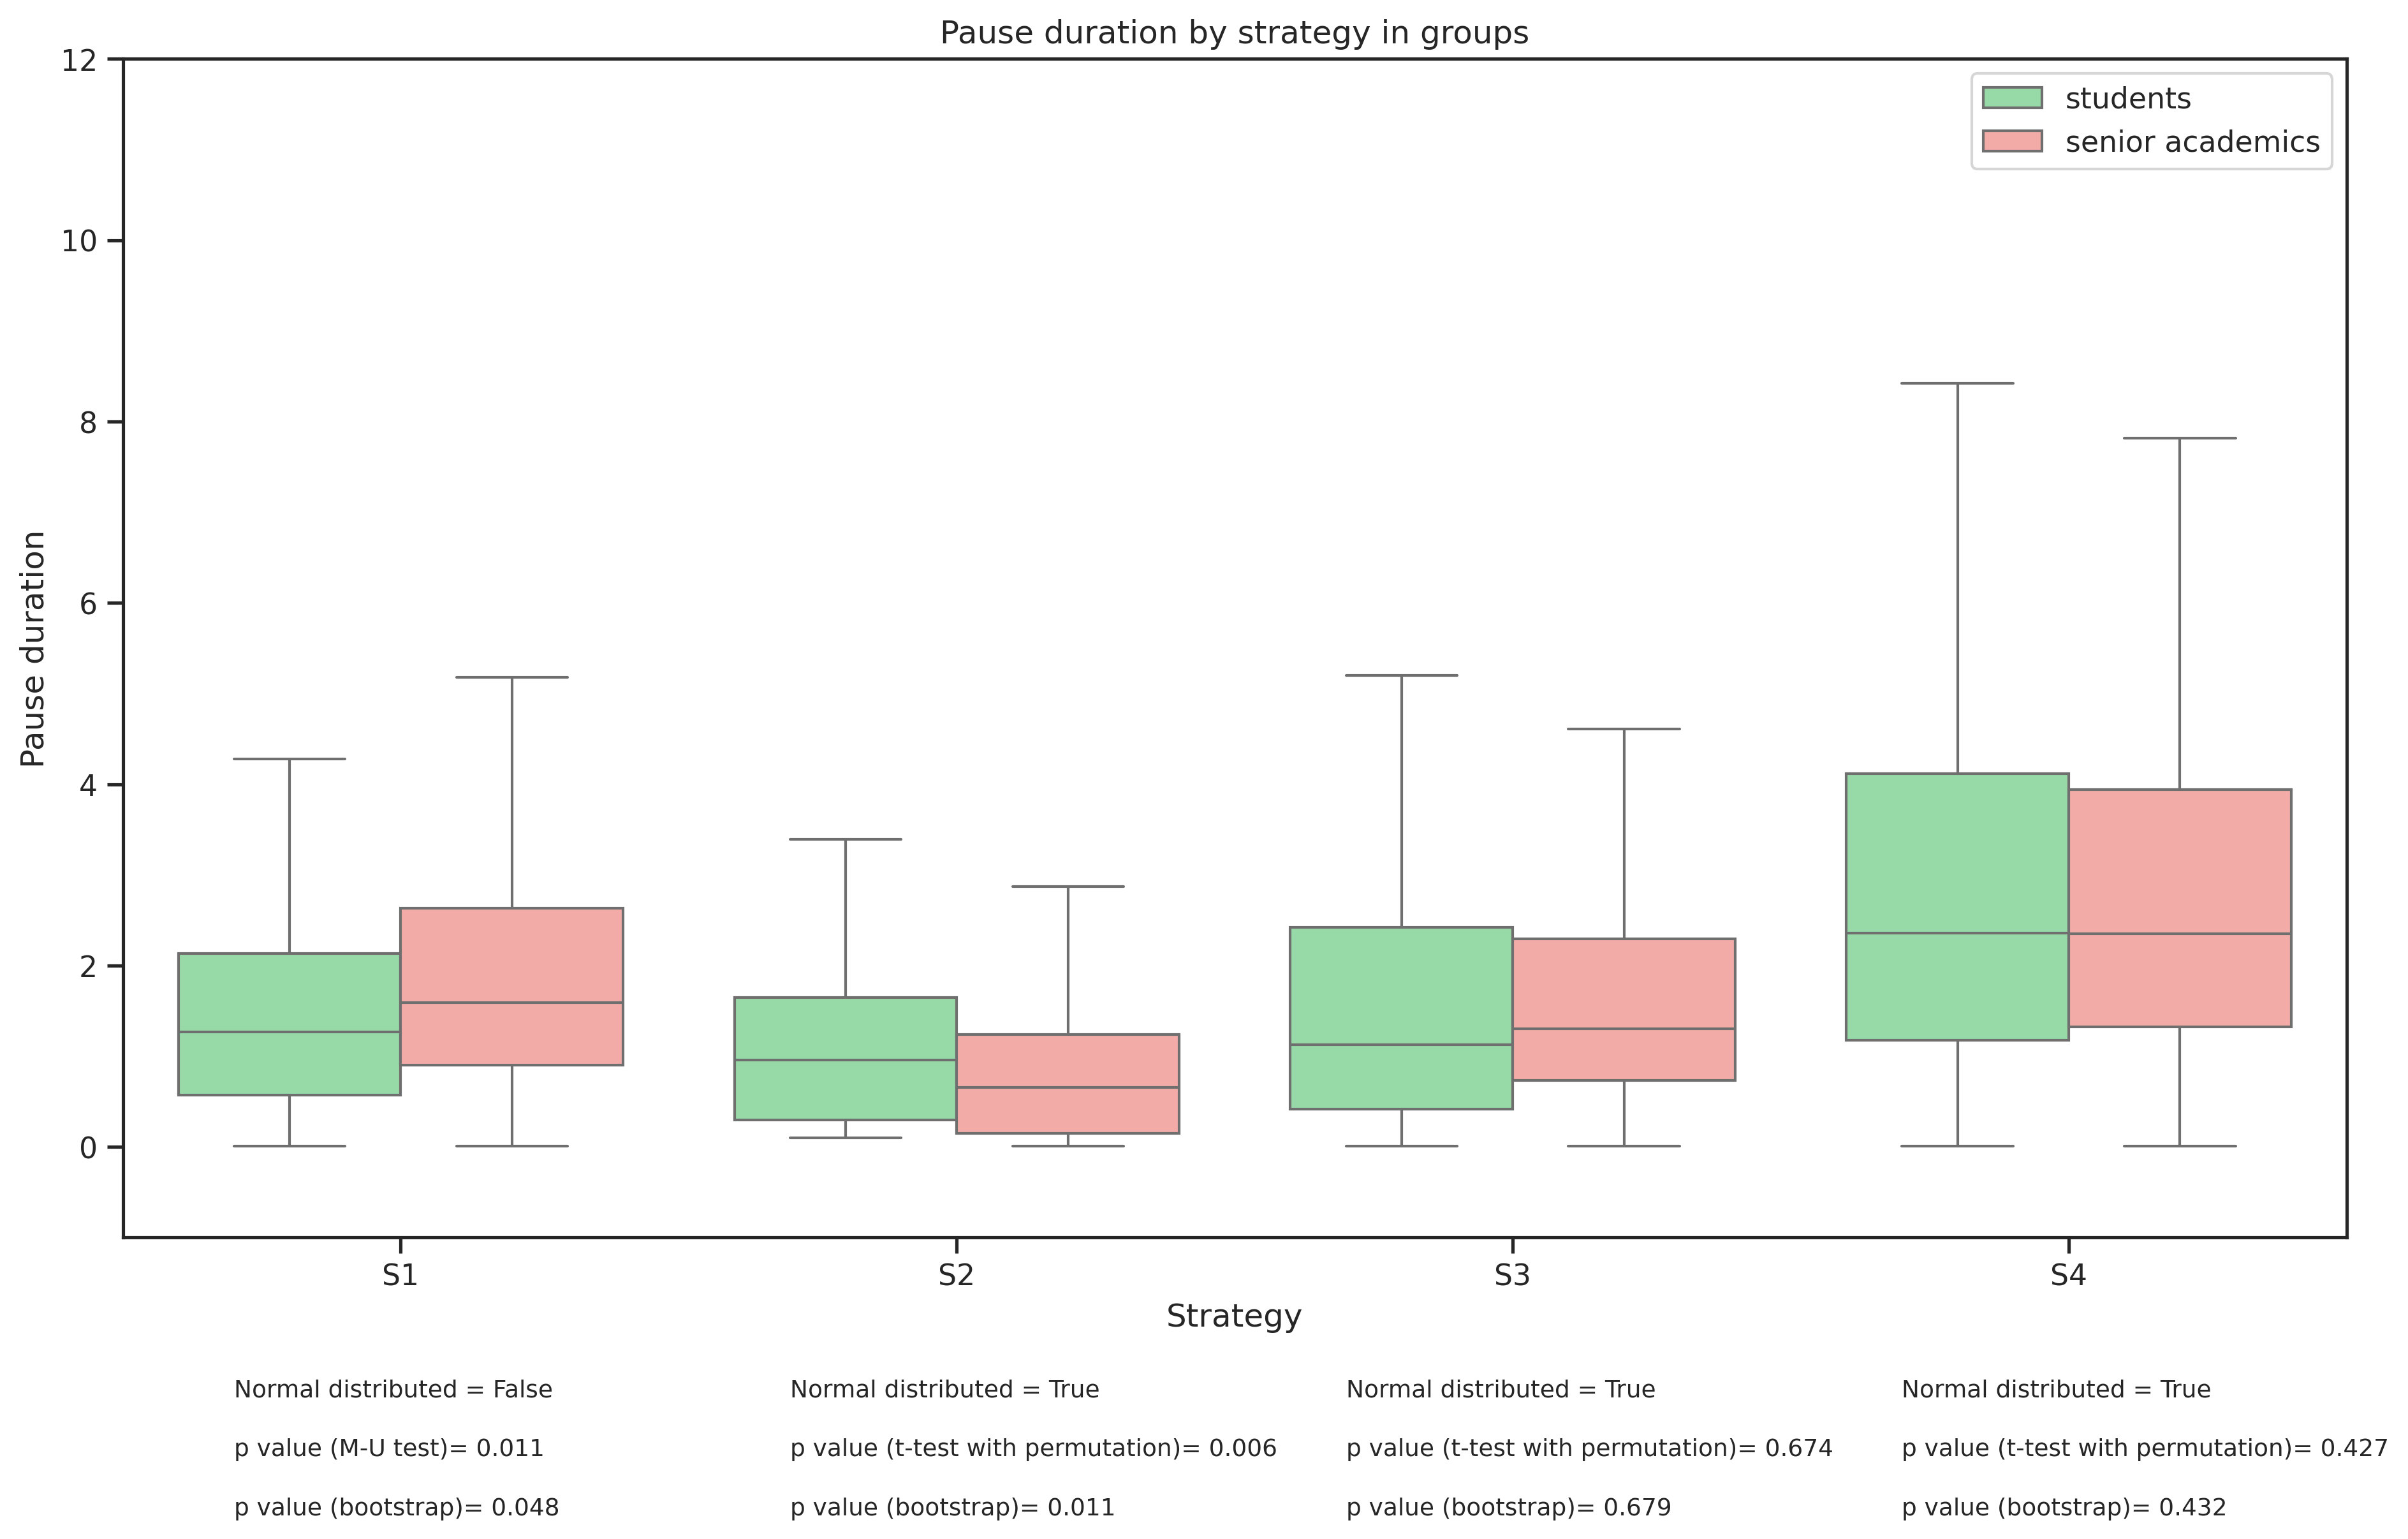 Pause duration by strategy in groups
12
10
8
6
4
2
0
Pause duration
students
senior academics
S1
S2
S3
S4
Strategy
Normal distributed = False
p value (M-U test)= 0.011
p value (bootstrap)= 0.048
Normal distributed = True
p value (t-test with permutation)= 0.006
p value (bootstrap)= 0.011
Normal distributed = True
p value (t-test with permutation)= 0.674
p value (bootstrap)= 0.679
Normal distributed = True
p value (t-test with permutation)= 0.427
p value (bootstrap)= 0.432